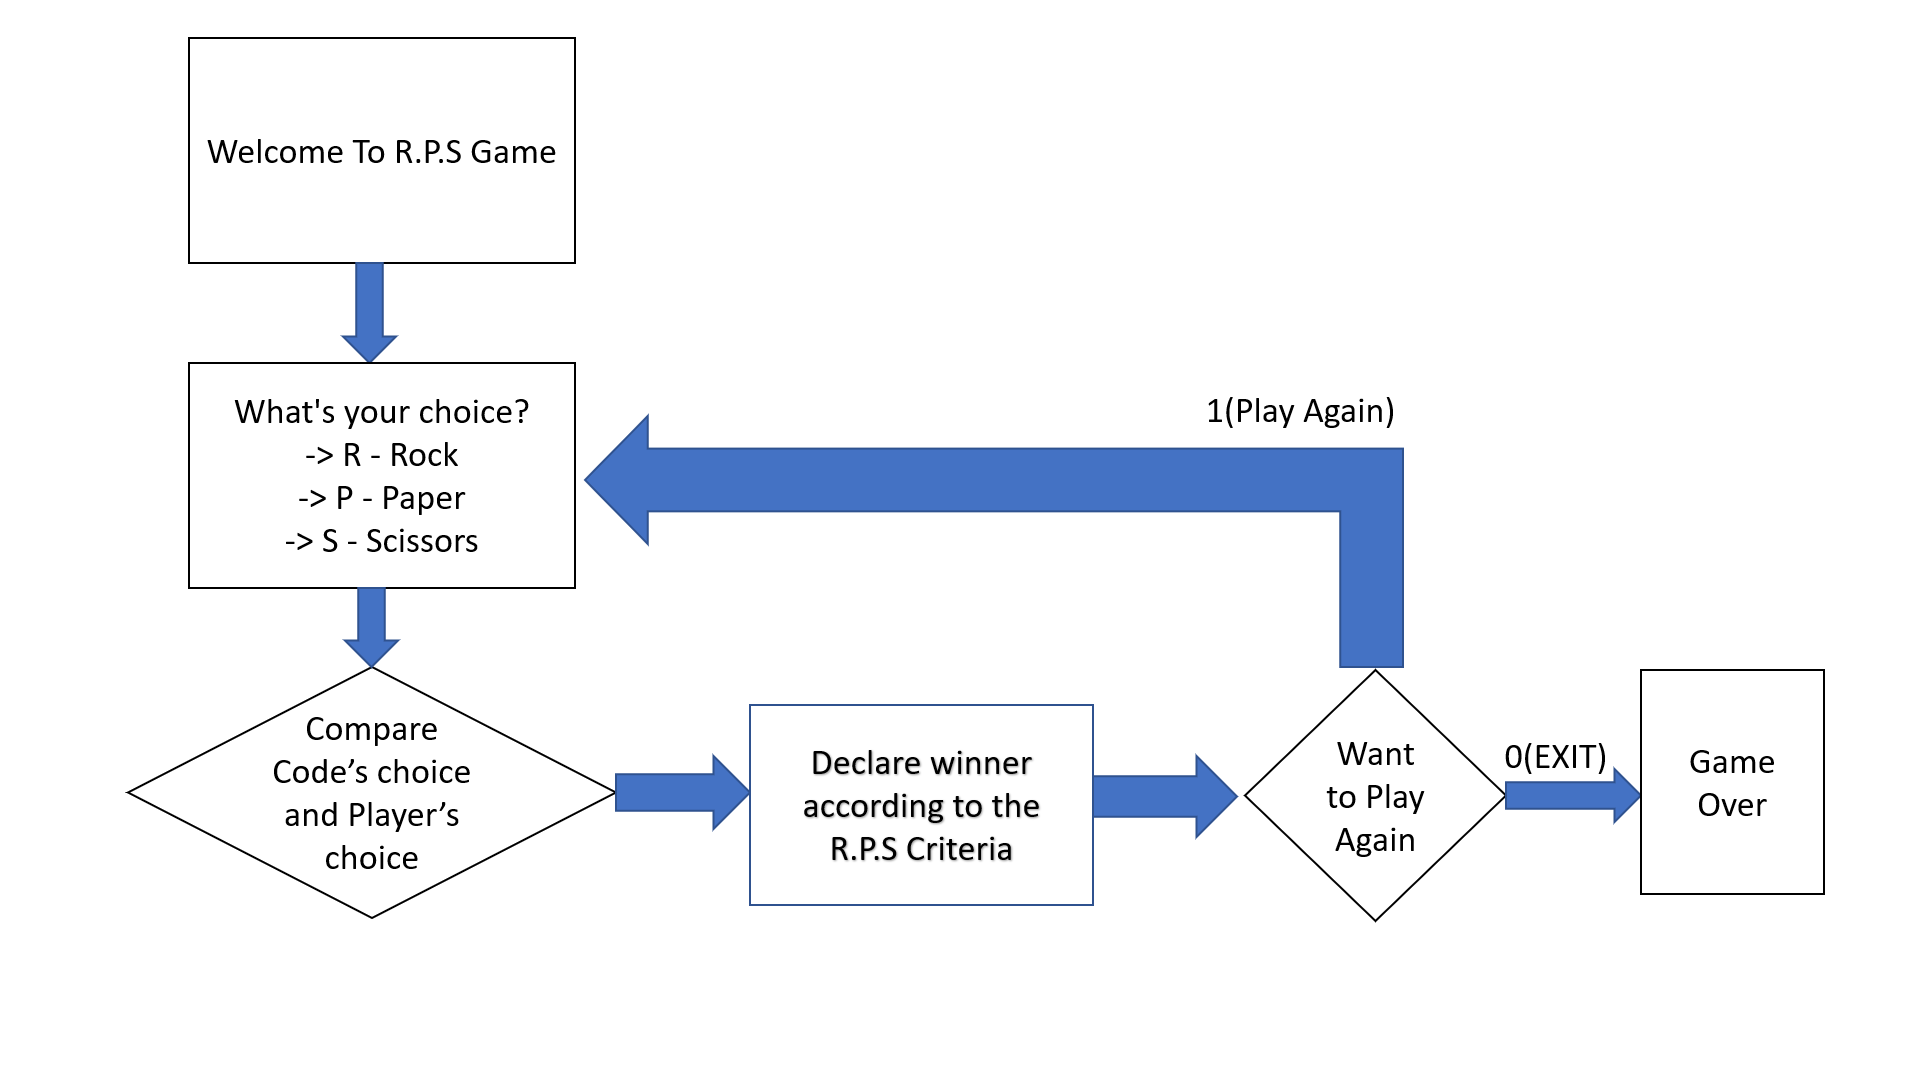 Welcome To R.P.S Game
What's your choice?
-> R - Rock
-> P - Paper
-> S - Scissors
1(Play Again)
Compare
Code’s choice
and Player’s
choice
Declare winner
according to the
R.P.S Criteria
Want
to Play
Again
0(EXIT)
Game
Over